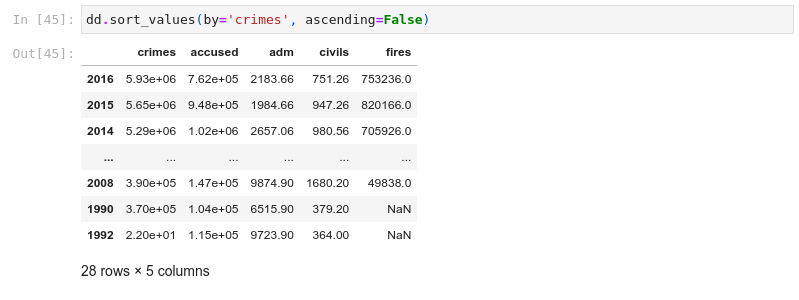 In [45]: dd.sort_values(by='crimes', ascending=False)
Out[45]:
crimes accused adm civils fires
2016 5.93e+06 7.62e+05 2183.66 751.26 753236.0
2015 5.65e+06 9.48e+05 1984.66 947.26 820166.0
2014 5.29e+06 1.02e+06 2657.06 980.56 705926.0
... ... ... ... ... ...
2008 3.90e+05 1.47e+05 9874.90 1680.20 49838.0
1990 3.70e+05 1.04e+05 6515.90 379.20 NaN
1992 2.20e+01 1.15e+05 9723.90 364.00 NaN
28 rows × 5 columns